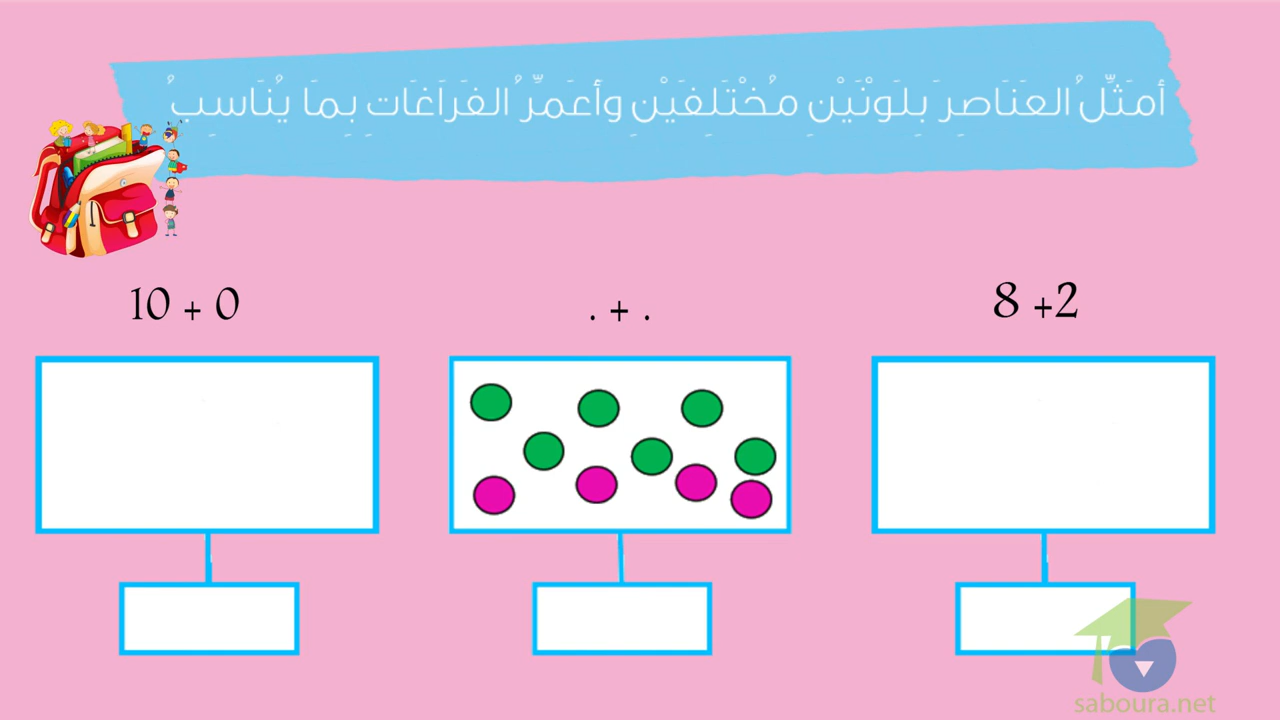 أمَثِّلُ العَنَاصِرَ بِلَوْنَيْنِ مُخْتَلِفَيْنِ وأعَمِّرُ الفَرَاغَاتِ بِمَا يُنَاسِبُ
10 + 0
. + .
8 +2
saboura.net